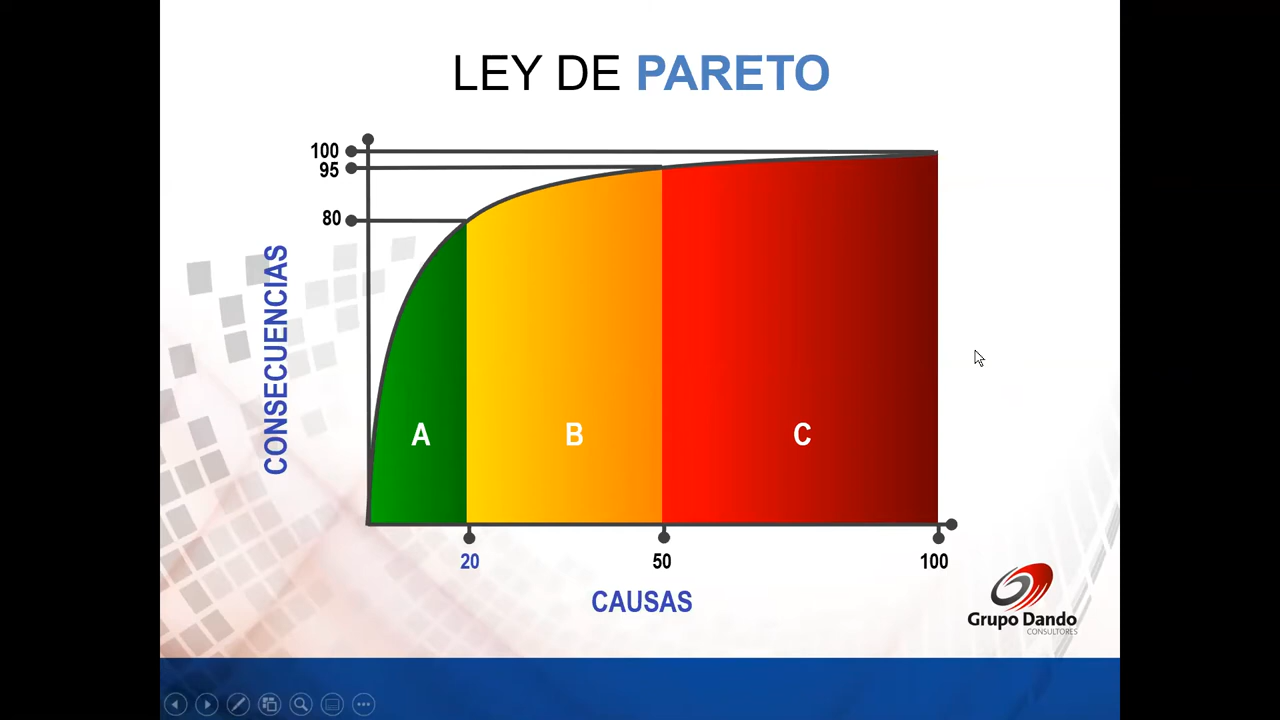 LEY DE PARETO
100
95
80
CONSECUENCIAS
A
B
C
20
50
100
CAUSAS
Grupo Dando
CONSULTORES